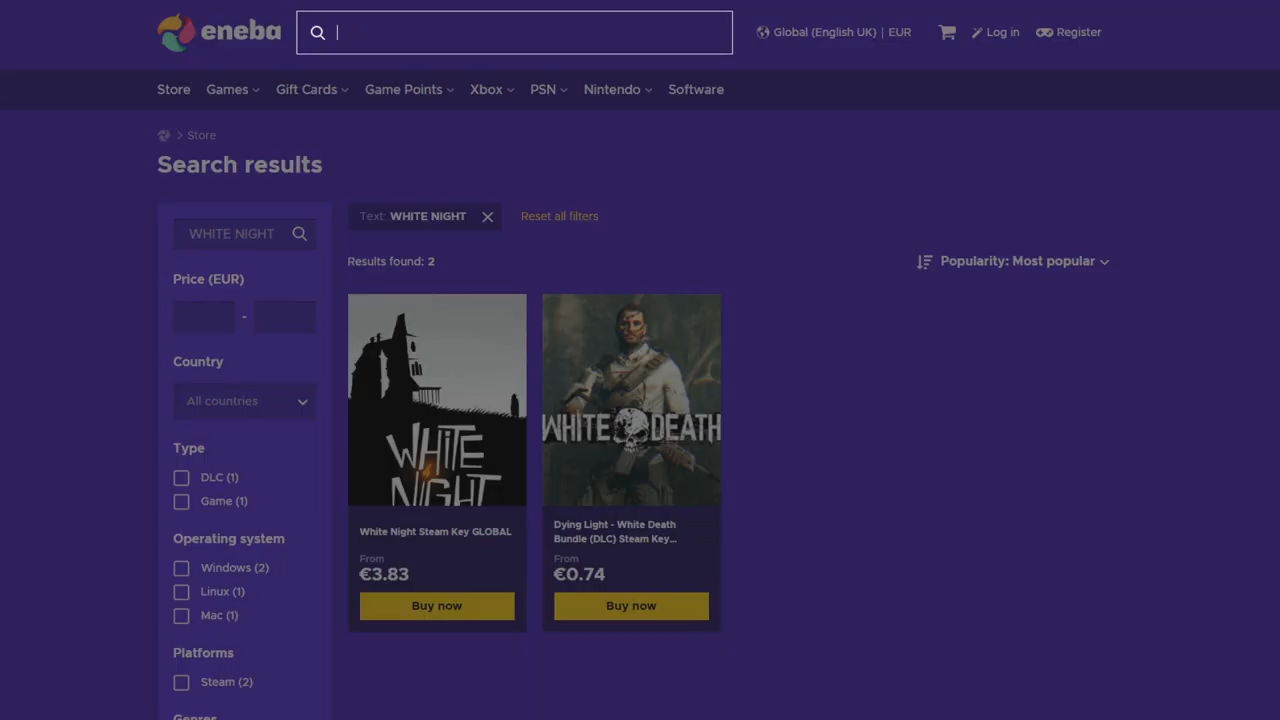 eneba
Global (English UK) | EUR
Log in
Register
Store
Games
Gift Cards
Game Points
Xbox
PSN
Nintendo
Software
Store
Search results
WHITE NIGHT
Price (EUR)
-
Country
All countries
Type
DLC (1)
Game (1)
Operating system
Windows (2)
Linux (1)
Mac (1)
Platforms
Steam (2)
Genres
Text: WHITE NIGHT
Reset all filters
Results found: 2
Popularity: Most popular
WHITE
NIGHT
White Night Steam Key GLOBAL
From
€3.83
Buy now
WHITE DEATH
Dying Light - White Death
Bundle (DLC) Steam Key...
From
€0.74
Buy now